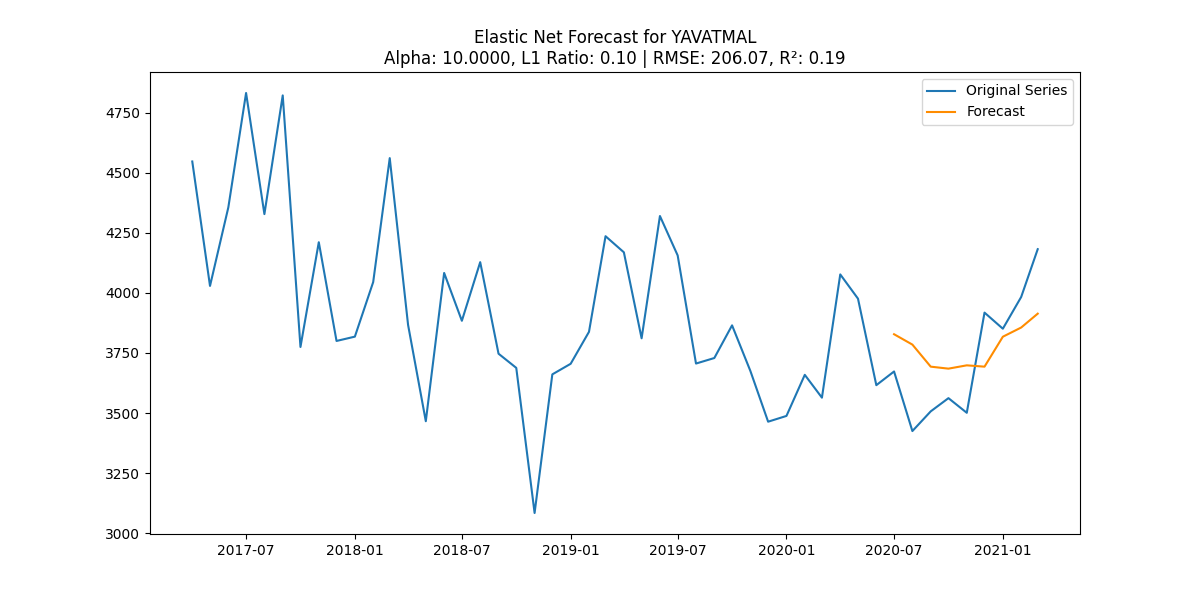 Elastic Net Forecast for YAVATMAL
Alpha: 10.0000, L1 Ratio: 0.10 | RMSE: 206.07, R²: 0.19
Original Series
Forecast
4750
4500
4250
4000
3750
3500
3250
3000
2017-07 2018-01 2018-07 2019-01 2019-07 2020-01 2020-07 2021-01